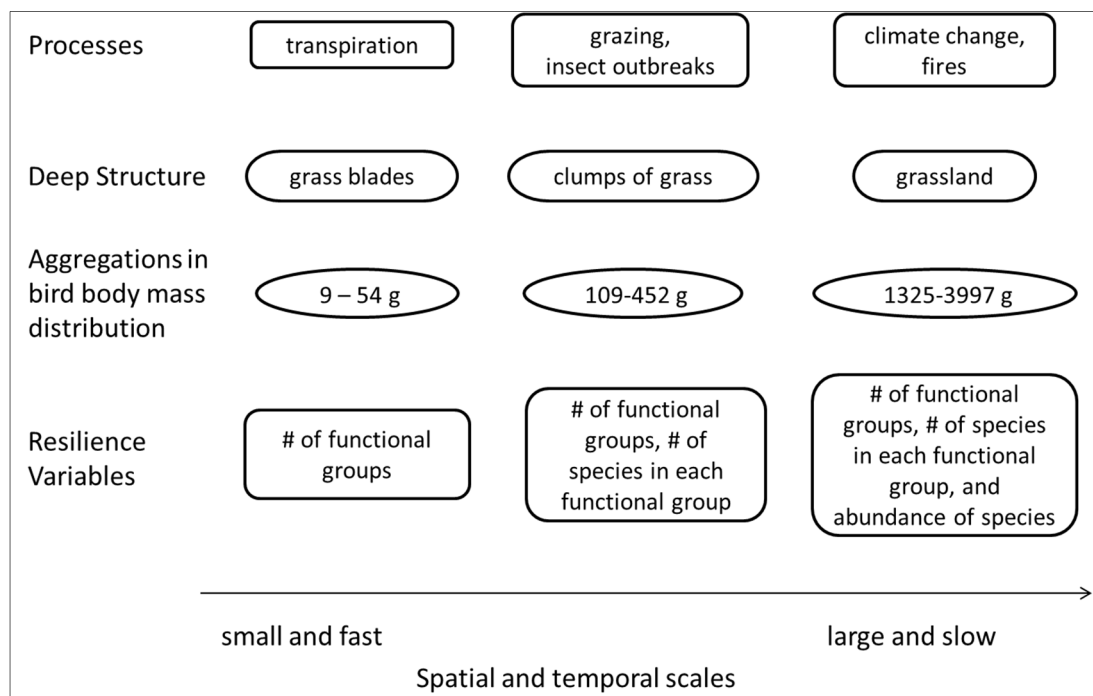 Processes
transpiration
grazing,
insect outbreaks
climate change,
fires
Deep Structure
grass blades
clumps of grass
grassland
Aggregations in
bird body mass
distribution
9 – 54 g
109-452 g
1325-3997 g
Resilience
Variables
# of functional
groups
# of functional
groups, # of
species in each
functional group
# of functional
groups, # of species
in each functional
group, and
abundance of species
small and fast
large and slow
Spatial and temporal scales